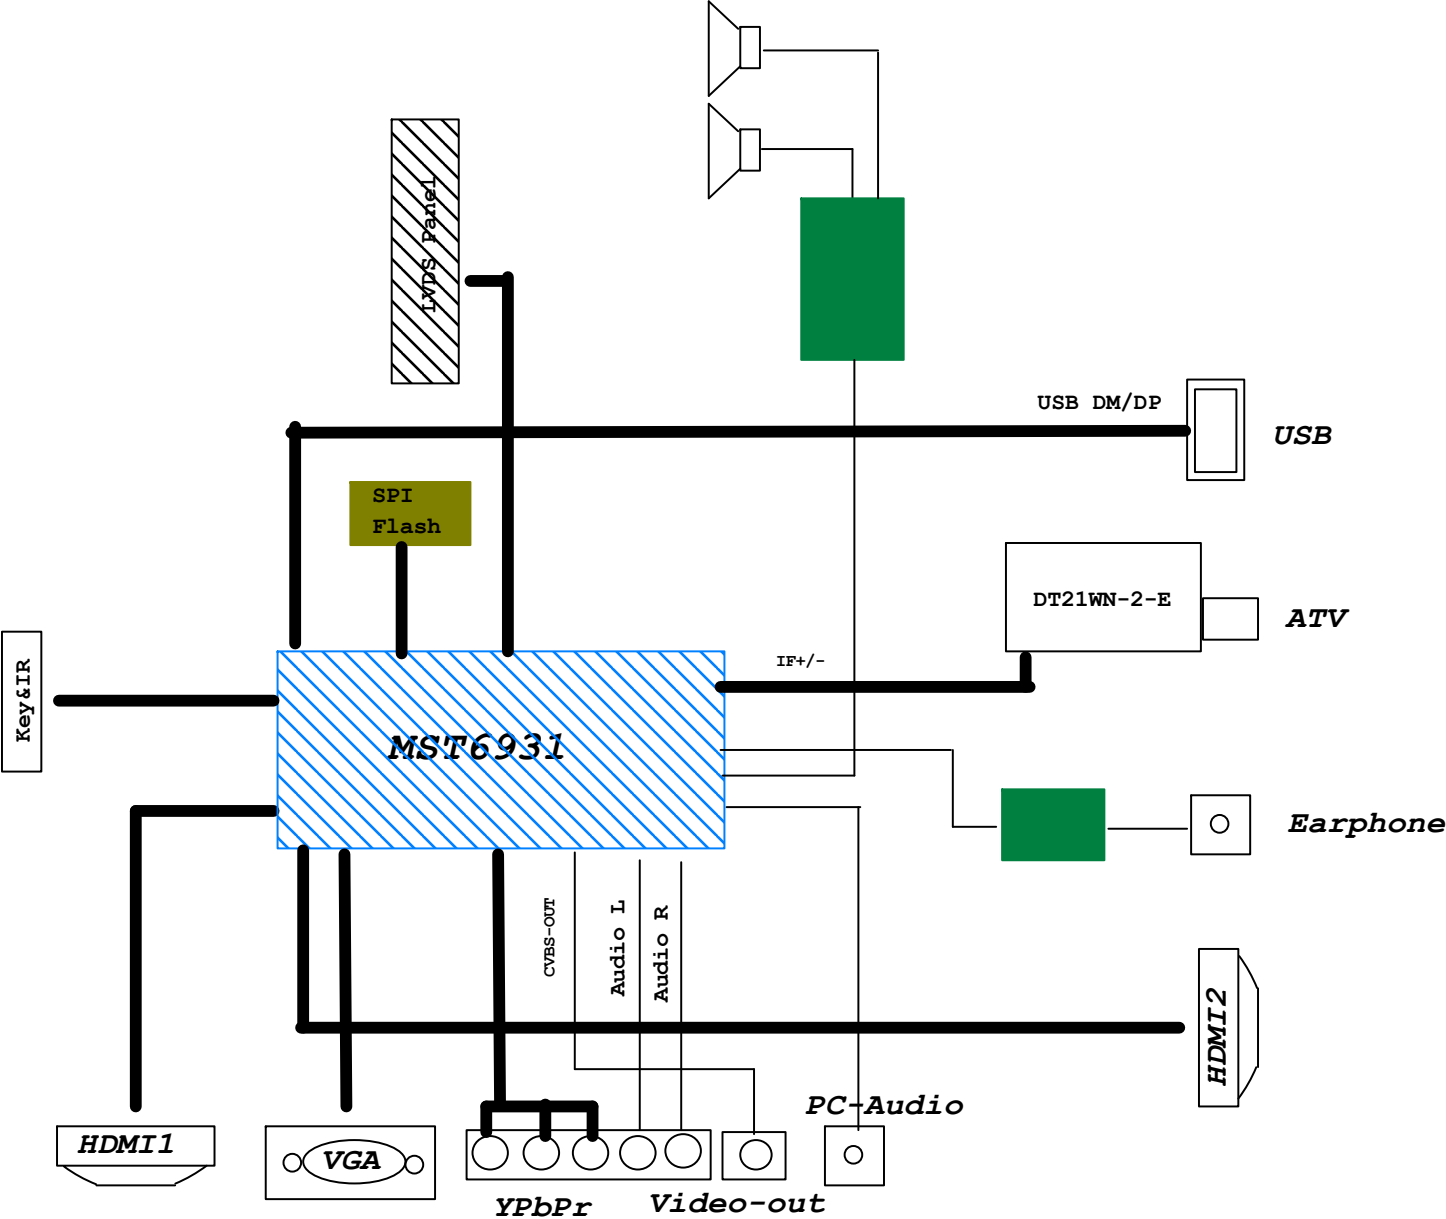 LVDS Panel
USB DM/DP
USB
SPI
Flash
DT21WN-2-E
ATV
IF+/-
Key&IR
MST6931
Earphone
CVBS-OUT
Audio L
Audio R
HDMI2
PC-Audio
HDMI1
VGA
YPbPr
Video-out